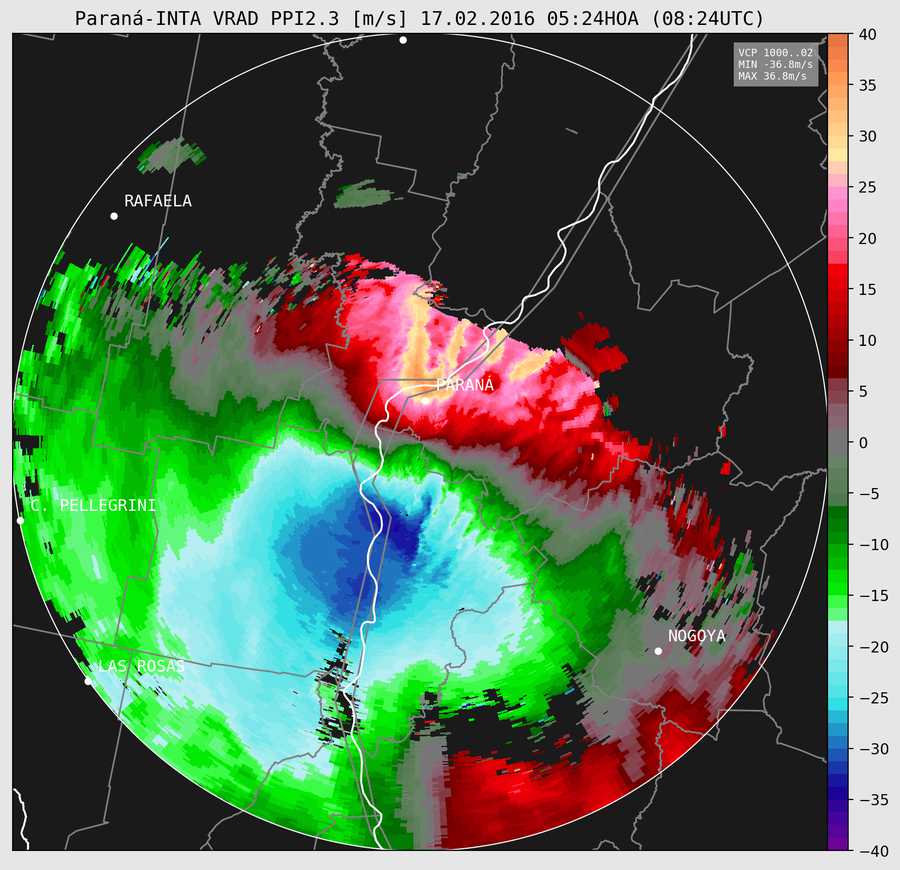 Paraná-INTA VRAD PPI2.3 [m/s] 17.02.2016 05:24HOA (08:24UTC)
VCP 1000..02
MIN -36.8m/s
MAX 36.8m/s
RAFAELA
PARANÁ
C. PELLEGRINI
NOGOYA
LAS ROSAS
40
35
30
25
20
15
10
5
0
−5
−10
−15
−20
−25
−30
−35
−40